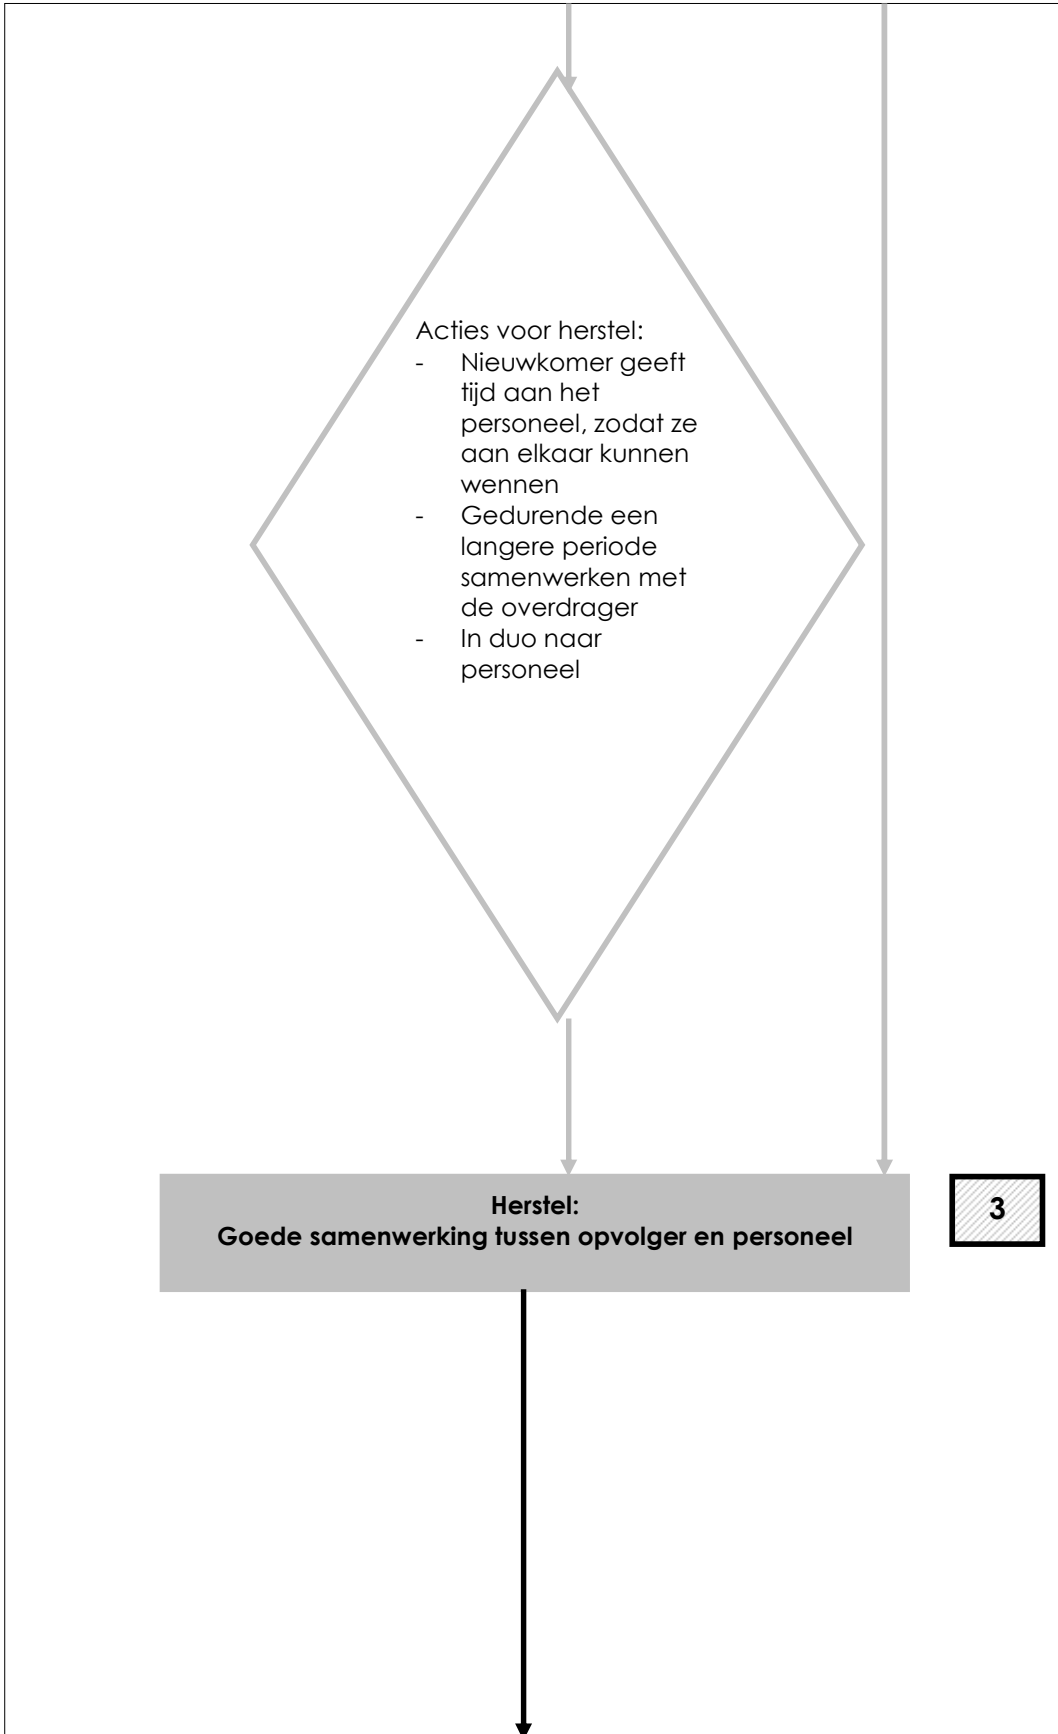 Acties voor herstel:
- Nieuwkomer geeft
tijd aan het
personeel, zodat ze
aan elkaar kunnen
wennen
- Gedurende een
langere periode
samenwerken met
de overdrager
- In duo naar
personeel
Herstel:
Goede samenwerking tussen opvolger en personeel
3